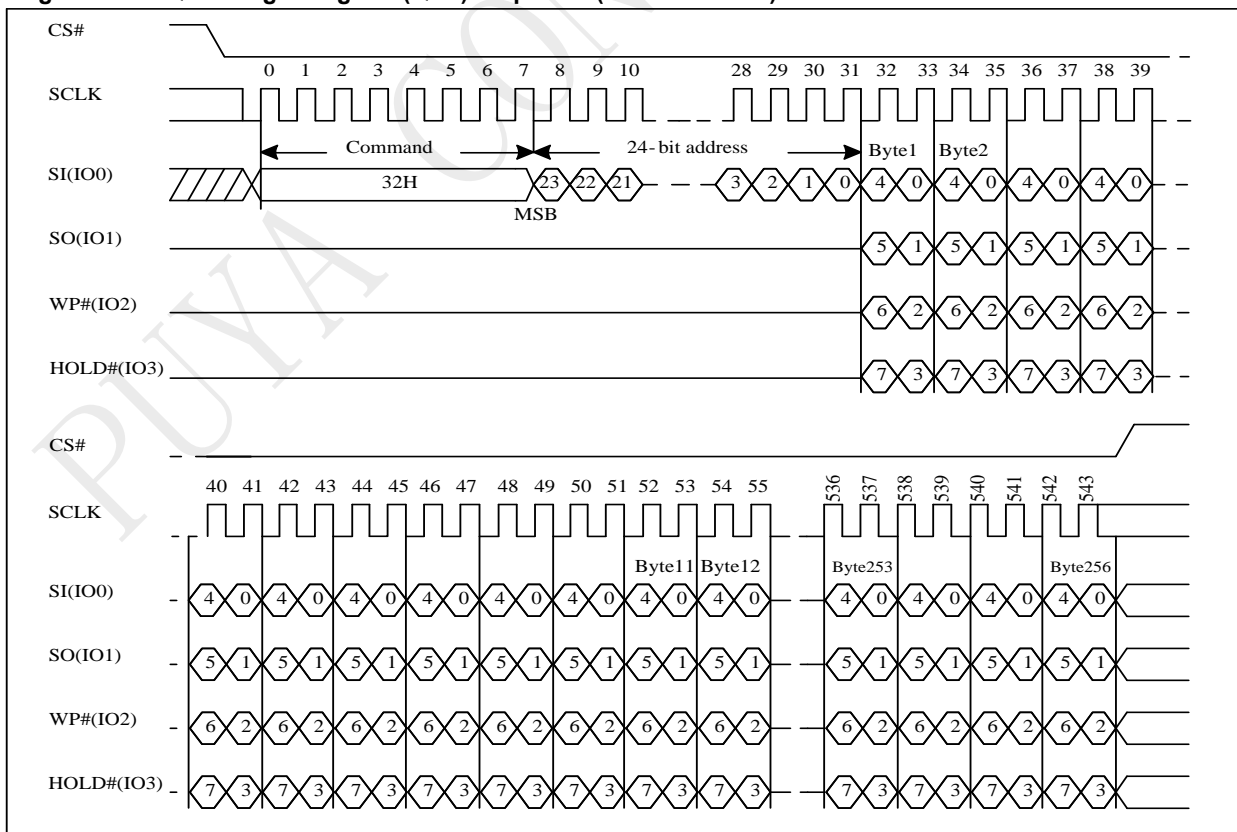 CS#
0 1 2 3 4 5 6 7 8 9 10 28 29 30 31 32 33 34 35 36 37 38 39
SCLK
Command 24-bit address Byte1 Byte2
SI(IO0) 32H 23 22 21 3 2 1 0 4 0 4 0 4 0 4 0
MSB
SO(IO1) 5 1 5 1 5 1 5 1
WP#(IO2) 6 2 6 2 6 2 6 2
HOLD#(IO3) 7 3 7 3 7 3 7 3
CS#
40 41 42 43 44 45 46 47 48 49 50 51 52 53 54 55 536 537 538 539 540 541 542 543
SCLK
Byte11 Byte12 Byte253 Byte256
SI(IO0) 4 0 4 0 4 0 4 0 4 0 4 0 4 0 4 0 4 0 4 0 4 0 4 0
SO(IO1) 5 1 5 1 5 1 5 1 5 1 5 1 5 1 5 1 5 1 5 1 5 1 5 1
WP#(IO2) 6 2 6 2 6 2 6 2 6 2 6 2 6 2 6 2 6 2 6 2 6 2 6 2
HOLD#(IO3) 7 3 7 3 7 3 7 3 7 3 7 3 7 3 7 3 7 3 7 3 7 3 7 3
PUYA CON